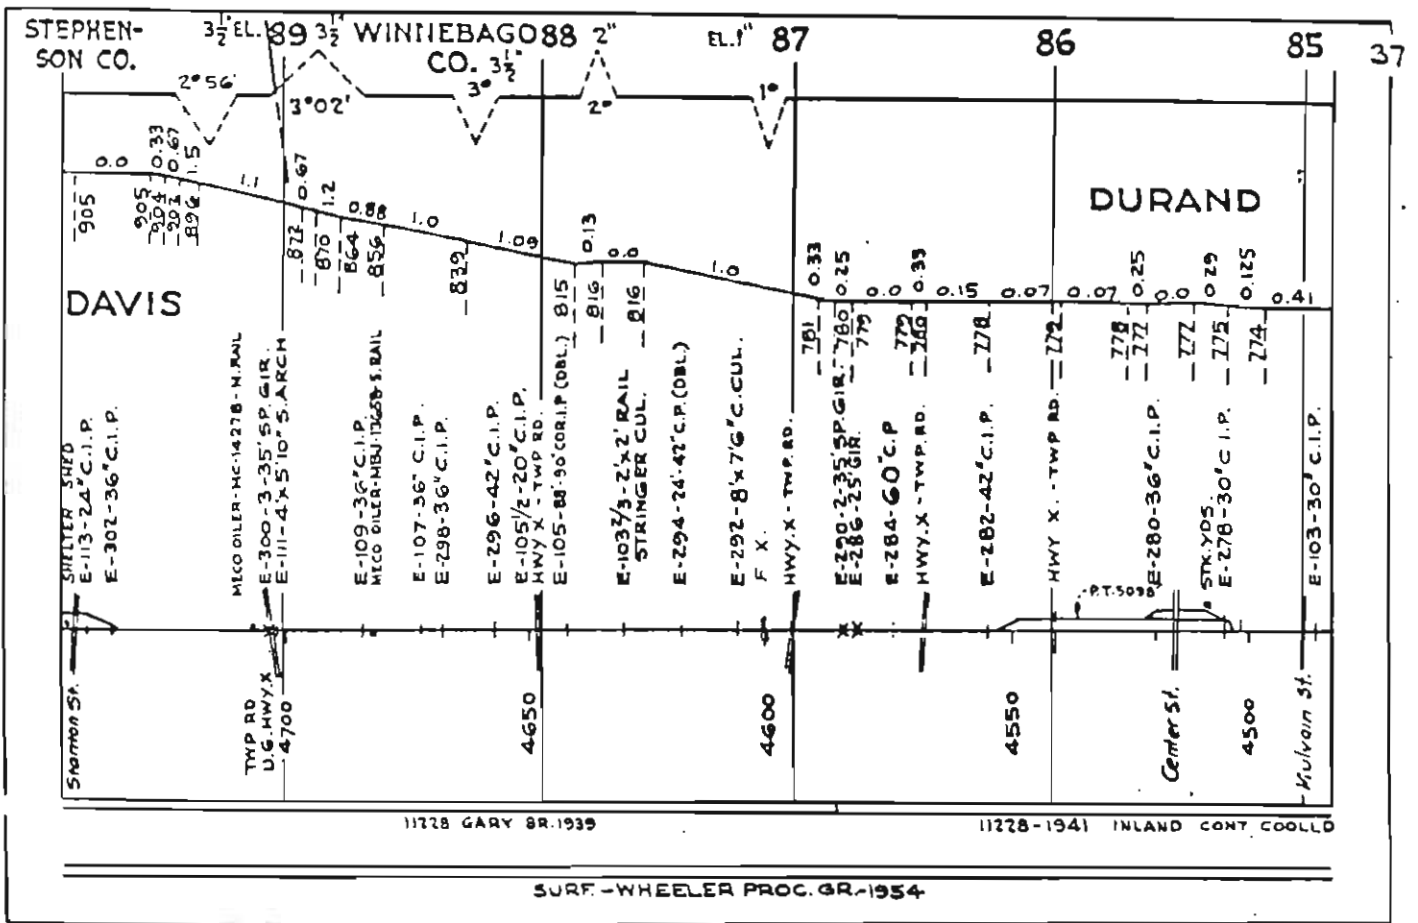 STEPHEN-
SON CO.
3½" EL.
89
3½"
WINNEBAGO
CO. 3½"
88
2"
EL.1"
87
86
85
37
2°56'
3°02'
3°
2°
1°
0.0
0.33
0.67
1.5
1.1
0.67
1.2
0.88
1.0
1.09
0.13
0.0
1.0
0.33
0.25
0.0
0.33
0.15
0.07
0.07
0.25
0.0
0.29
0.125
0.41
905
905
904
902
896
872
870
864
856
839
815
816
816
781
780
779
779
780
778
779
778
777
777
775
774
DAVIS
DURAND
SHELTER SHED
E-113-24"C.I.P.
E-302-36"C.I.P.
MECO OILER-MC-14278-N.RAIL
E-300-3-35' SP. GIR.
E-111-4'x5'10" S.ARCH
E-109-36"C.I.P.
MECO OILER-MBJ-13658-S.RAIL
E-107-36" C.I.P.
E-298-36"C.I.P.
E-296-42"C.I.P.
E-105½-20"C.I.P.
HWY X-TWP RD.
E-105-88'-90"COR.I.P (DBL.)
E-103⅔-2'x2' RAIL
STRINGER CUL.
E-294-24'-42"C.P.(DBL.)
E-292-8'x7'6"C.CUL.
F X.
HWY.X-TWP.RD.
E-290-2-35'SP.GIR.
E-286-25'GIR.
E-284-60"C.P
HWY.X-TWP.RD.
E-282-42"C.I.P.
HWY X.-TWP RD.
P.T.-5098'
E-280-36"C.I.P.
STK.YDS.
E-278-30"C.I.P.
E-103-30"C.I.P.
Stanton St.
TWP RD
U.G.HWY.X
4700
4650
4600
4550
Center St.
4500
11228 GARY BR.1939
11228-1941 INLAND CONT COOLLD
SURF.-WHEELER PROC. GR.-1954